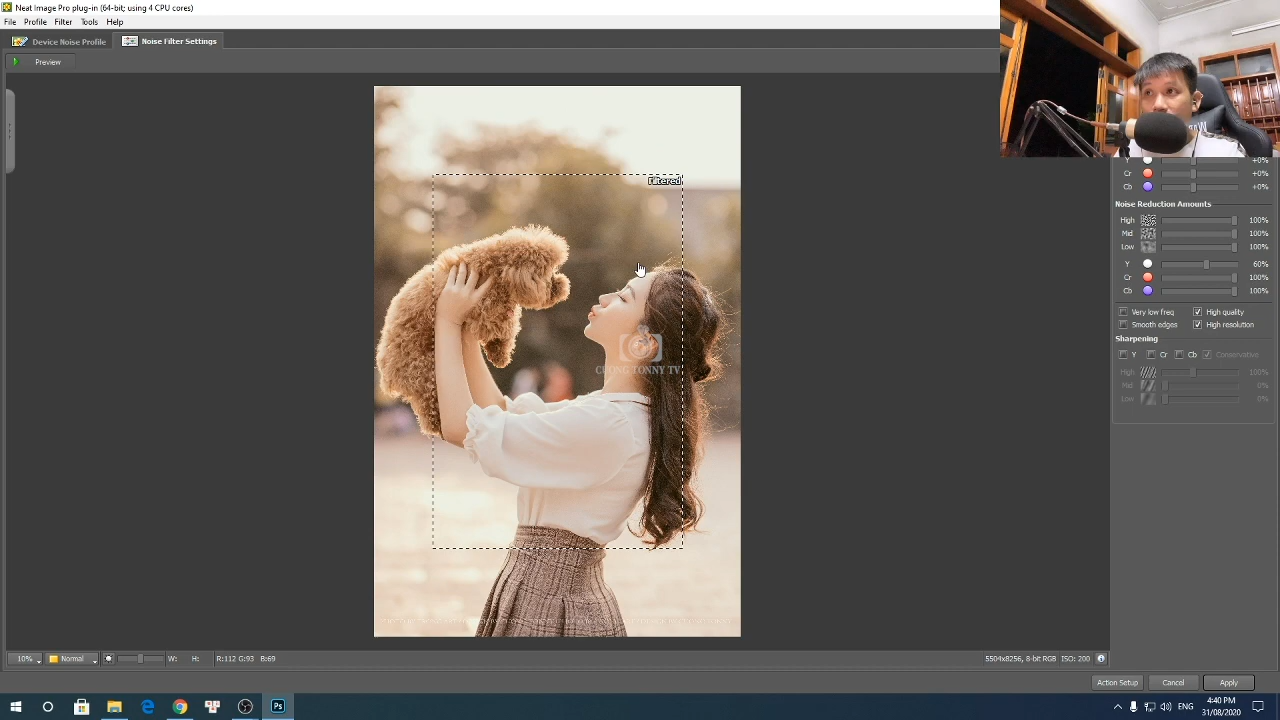 Neat Image Pro plug-in (64-bit; using 4 CPU cores)
File Profile Filter Tools Help
Device Noise Profile
Noise Filter Settings
Preview
Filtered
CUONG TONNY TV
Y +0%
Cr +0%
Cb +0%
Noise Reduction Amounts
High 100%
Mid 100%
Low 100%
Y 60%
Cr 100%
Cb 100%
Very low freq High quality
Smooth edges High resolution
Sharpening
Y Cr Cb Conservative
High 100%
Mid 0%
Low 0%
10% Normal W: H: R:112 G:93 B:69
5504x8256, 8-bit RGB ISO: 200
Action Setup Cancel Apply
Ps
ENG
4:40 PM
31/08/2020